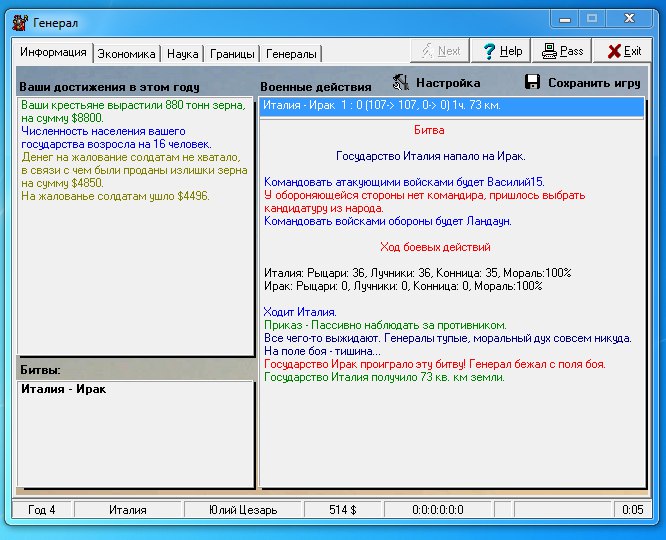 Генерал
Информация Экономика Наука Границы Генералы Next Help Pass Exit
Ваши достижения в этом году
Ваши крестьяне вырастили 880 тонн зерна,
на сумму $8800.
Численность населения вашего
государства возросла на 16 человек.
Денег на жалование солдатам не хватало,
в связи с чем были проданы излишки зерна
на сумму $4850.
На жалованье солдатам ушло $4496.
Битвы:
Италия - Ирак
Военные действия Настройка Сохранить игру
Италия - Ирак 1 : 0 (107-> 107, 0-> 0) 1ч. 73 км.
Битва
Государство Италия напало на Ирак.
Командовать атакующими войсками будет Василий15.
У обороняющейся стороны нет командира, пришлось выбрать
кандидатуру из народа.
Командовать войсками обороны будет Ландаун.
Ход боевых действий
Италия: Рыцари: 36, Лучники: 36, Конница: 35, Мораль:100%
Ирак: Рыцари: 0, Лучники: 0, Конница: 0, Мораль:100%
Ходит Италия.
Приказ - Пассивно наблюдать за противником.
Все чего-то выжидают. Генералы тупые, моральный дух совсем никуда.
На поле боя - тишина...
Государство Ирак проиграло эту битву! Генерал бежал с поля боя.
Государство Италия получило 73 кв. км земли.
Год 4 Италия Юлий Цезарь 514 $ 0:0:0:0:0:0 0:05